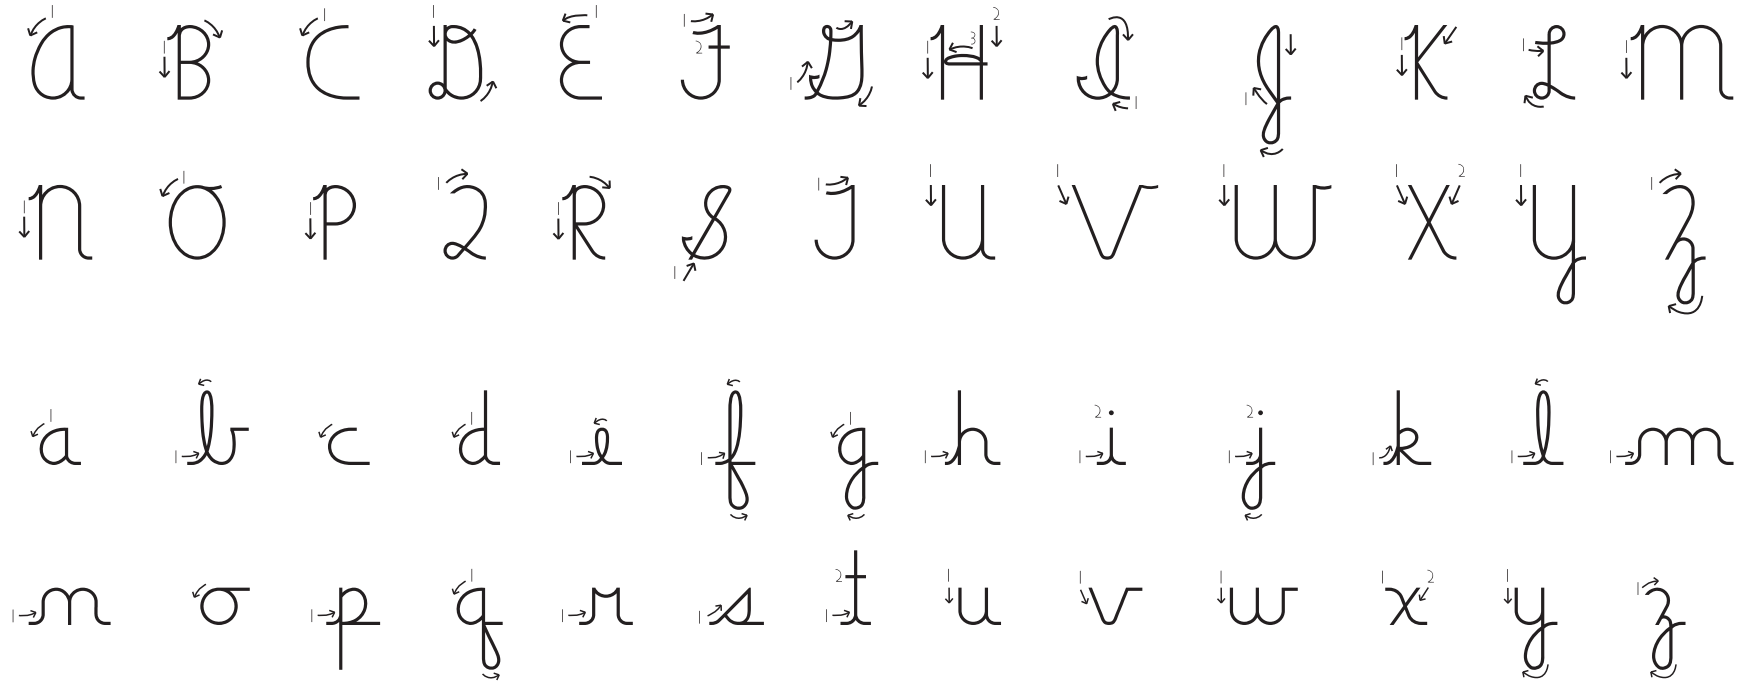 A B C D E F G H I J K L M
N O P Q R S T U V W X Y Z
a b c d e f g h i j k l m
n o p q r s t u v w x y z